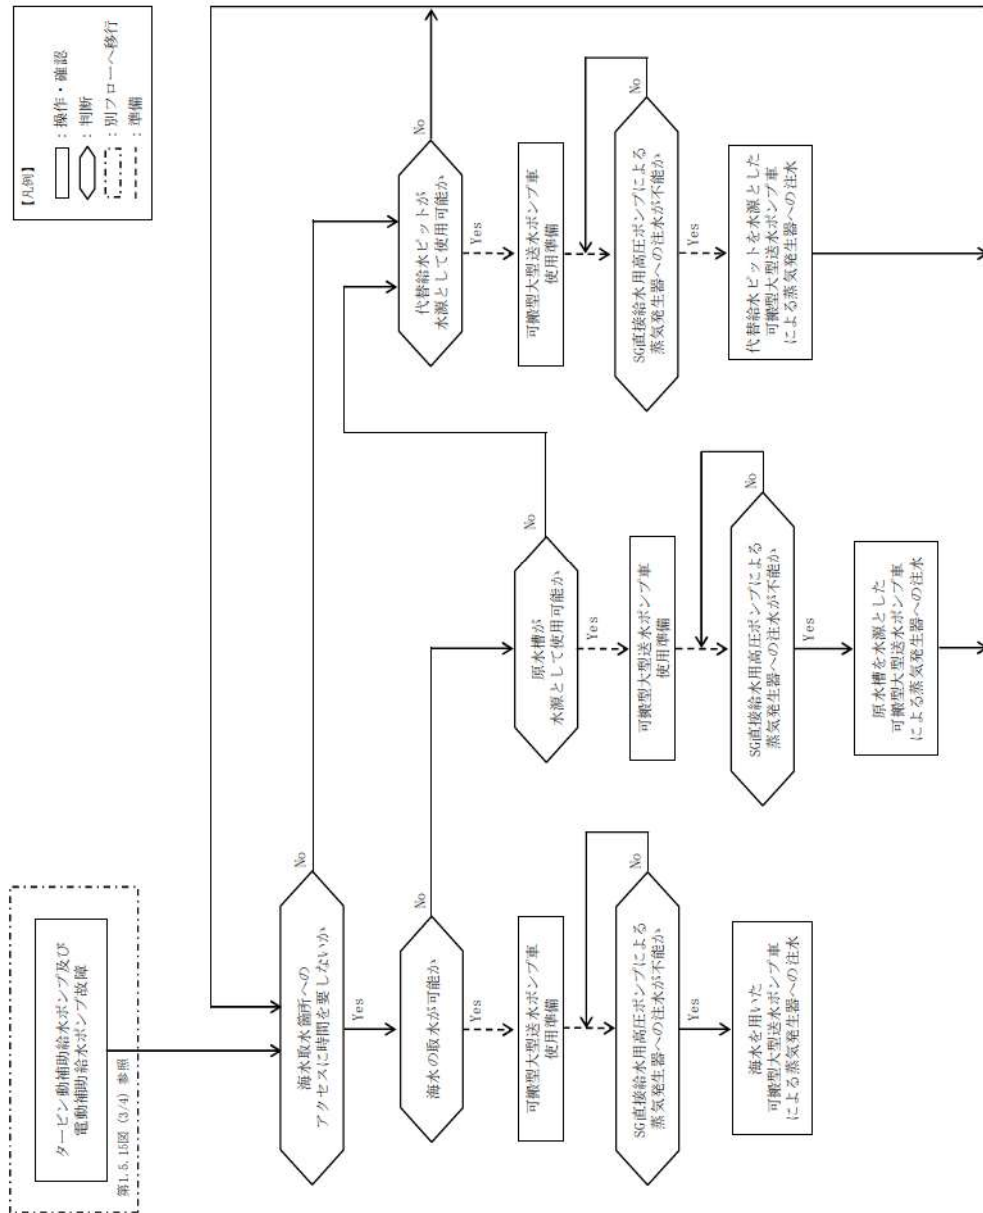 【凡例】
：操作・確認
：判断
：別フローへ移行
：準備
タービン動補助給水ポンプ及び
電動補助給水ポンプ故障
第1.5.15図 (3/4) 参照
海水取水箇所への
アクセスに時間を要しないか
No
Yes
海水の取水が可能か
No
Yes
可搬型大型送水ポンプ車
使用準備
SG直接給水用高圧ポンプによる
蒸気発生器への注水が不能か
No
Yes
海水を用いた
可搬型大型送水ポンプ車
による蒸気発生器への注水
原水槽が
水源として使用可能か
No
Yes
可搬型大型送水ポンプ車
使用準備
SG直接給水用高圧ポンプによる
蒸気発生器への注水が不能か
No
Yes
原水槽を水源とした
可搬型大型送水ポンプ車
による蒸気発生器への注水
代替給水ピットが
水源として使用可能か
No
Yes
可搬型大型送水ポンプ車
使用準備
SG直接給水用高圧ポンプによる
蒸気発生器への注水が不能か
No
Yes
代替給水ピットを水源とした
可搬型大型送水ポンプ車
による蒸気発生器への注水